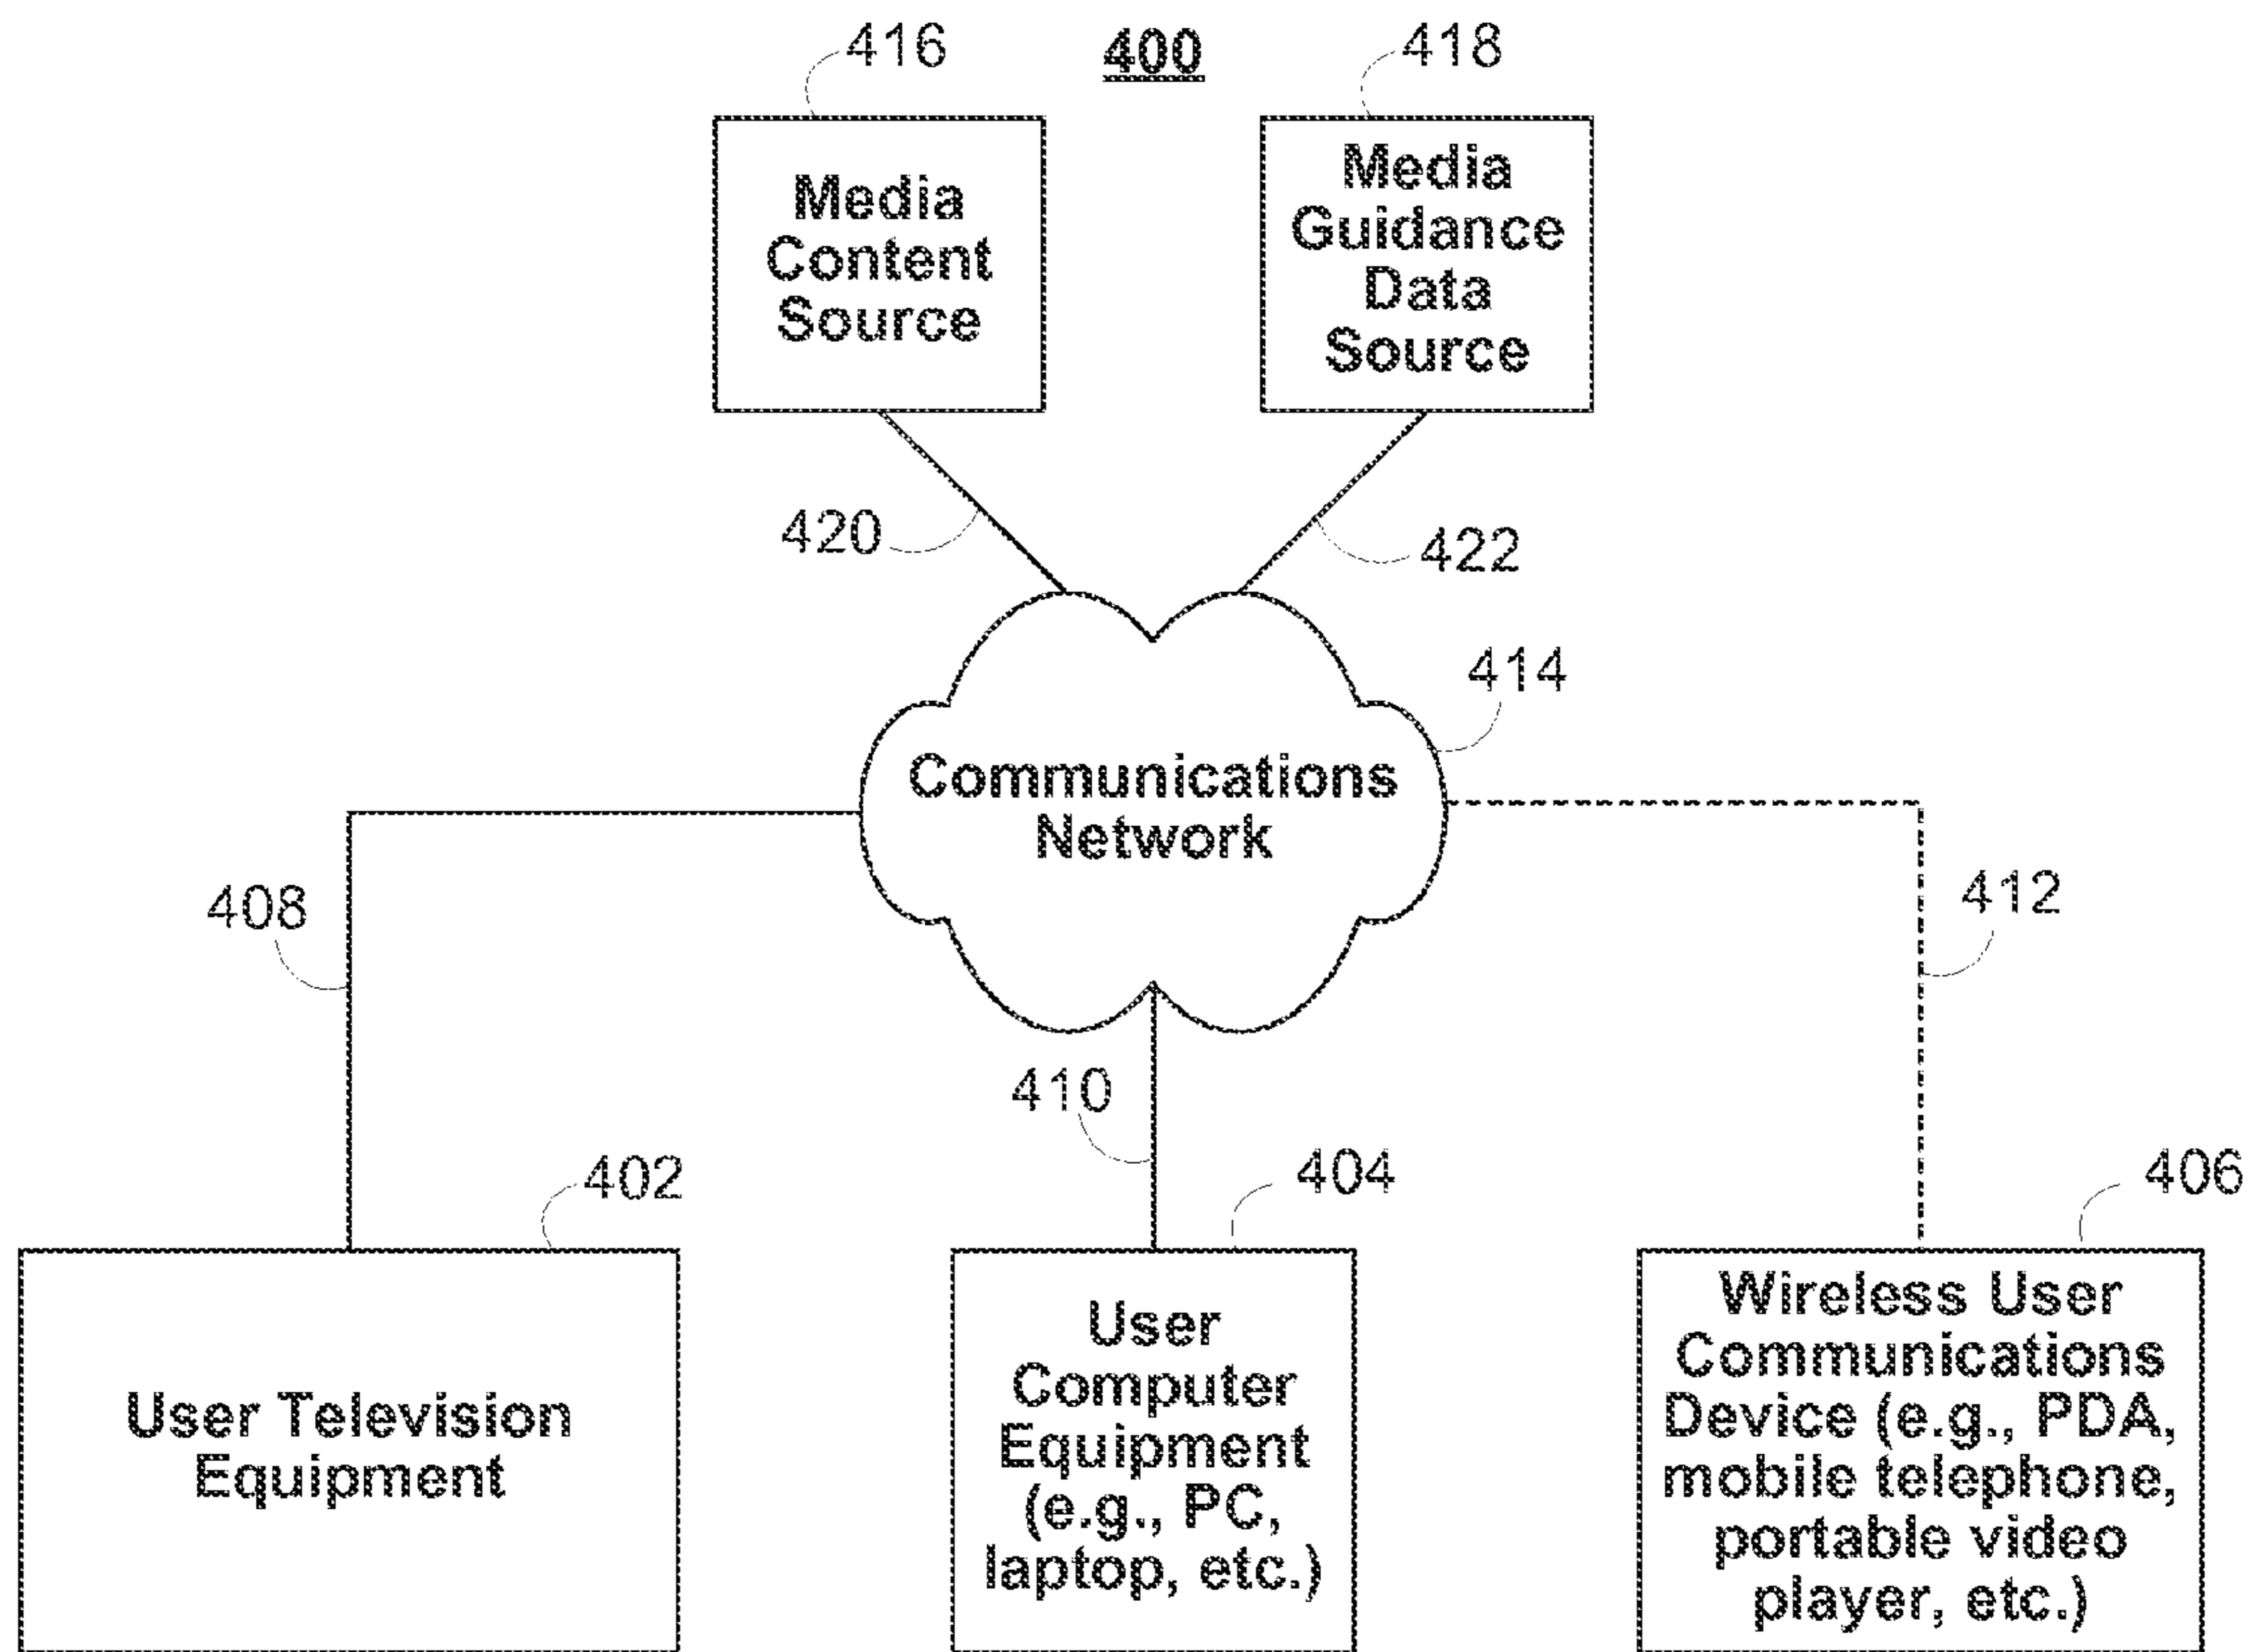 416
400
418
Media
Content
Source
Media
Guidance
Data
Source
420
422
414
Communications
Network
408
412
410
402
404
406
User Television
Equipment
User
Computer
Equipment
(e.g., PC,
laptop, etc.)
Wireless User
Communications
Device (e.g., PDA,
mobile telephone,
portable video
player, etc.)